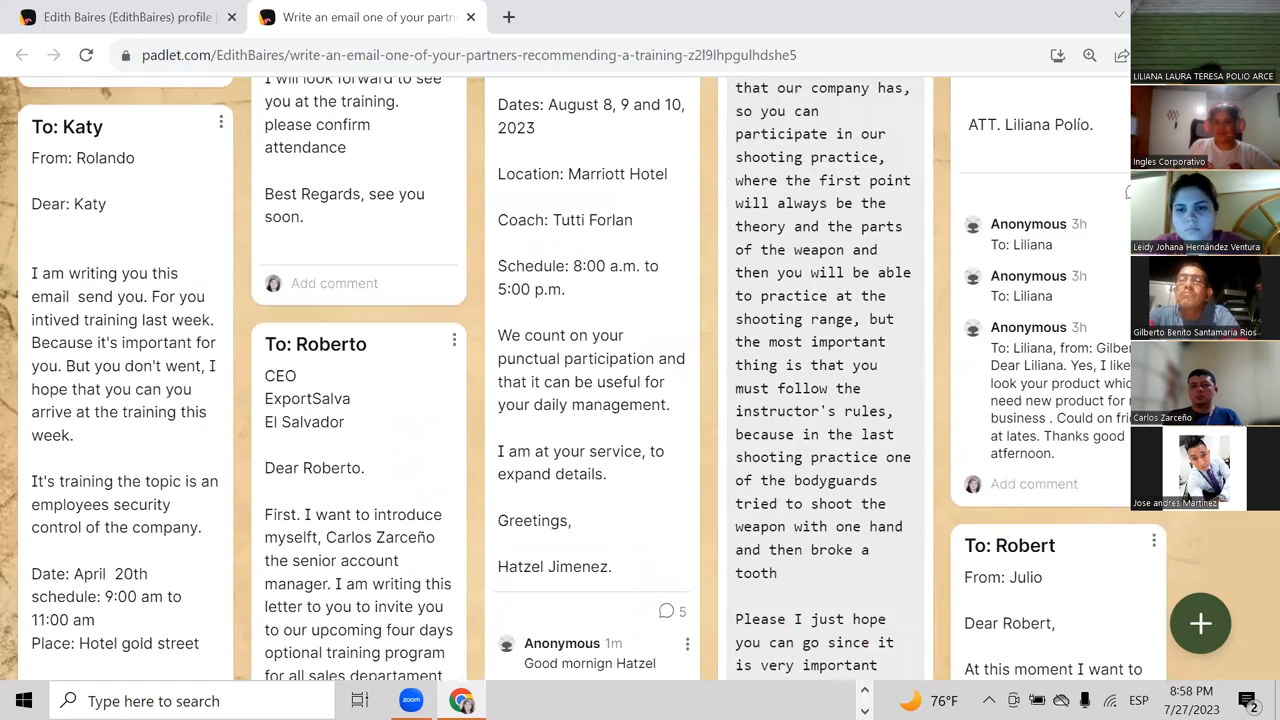 Edith Baires (EdithBaires) profile
Write an email one of your partn
padlet.com/EdithBaires/write-an-email-one-of-your-partners-recommending-a-training-z2l9lhpgulhdshe5
To: Katy
From: Rolando
Dear: Katy
I am writing you this
email  send you. For you
intived training last week.
Because it's important for
you. But you don't went, I
hope that you can you
arrive at the training this
week.
It's training the topic is an
employees security
control of the company.
Date: April  20th
schedule: 9:00 am to
11:00 am
Place: Hotel gold street
I will look forward to see
you at the training.
please confirm
attendance
Best Regards, see you
soon.
Add comment
To: Roberto
CEO
ExportSalva
El Salvador
Dear Roberto.
First. I want to introduce
myselft, Carlos Zarceño
the senior account
manager. I am writing this
letter to you to invite you
to our upcoming four days
optional training program
for all sales departament
Dates: August 8, 9 and 10,
2023
Location: Marriott Hotel
Coach: Tutti Forlan
Schedule: 8:00 a.m. to
5:00 p.m.
We count on your
punctual participation and
that it can be useful for
your daily management.
I am at your service, to
expand details.
Greetings,
Hatzel Jimenez.
5
Anonymous 1m
Good mornign Hatzel
that our company has,
so you can
participate in our
shooting practice,
where the first point
will always be the
theory and the parts
of the weapon and
then you will be able
to practice at the
shooting range, but
the most important
thing is that you
must follow the
instructor's rules,
because in the last
shooting practice one
of the bodyguards
tried to shoot the
weapon with one hand
and then broke a
tooth
Please I just hope
you can go since it
is very important
ATT. Liliana Polío.
Anonymous 3h
To: Liliana
Anonymous 3h
To: Liliana
Anonymous 3h
To: Liliana, from: Gilbe
Dear Liliana. Yes, I like
look your product whic
need new product for
business . Could on fri
at lates. Thanks good
atfernoon.
Add comment
To: Robert
From: Julio
Dear Robert,
At this moment I want to
LILIANA LAURA TERESA POLIO ARCE
Ingles Corporativo
Leidy Johana Hernández Ventura
Gilberto Benito Santamaria Rios
Carlos Zarceño
Jose andres Martinez
Type here to search
zoom
76°F
ESP
8:58 PM
7/27/2023
2